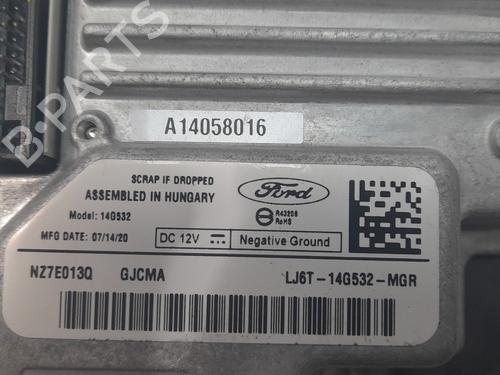 B-PARTS
A14058016
SCRAP IF DROPPED
ASSEMBLED IN HUNGARY
Model: 14G532
MFG DATE: 07/14/20
Ford
R43208
RoHS
DC 12V
Negative Ground
NZ7E013Q GJCMA LJ6T-14G532-MGR